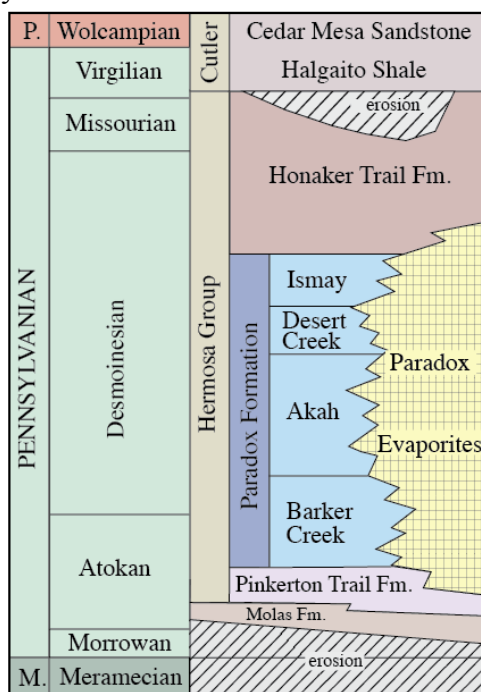 P.
Wolcampian
Cutler
Cedar Mesa Sandstone
Virgilian
Halgaito Shale
erosion
Missourian
Honaker Trail Fm.
PENNSYLVANIAN
Desmoinesian
Hermosa Group
Paradox Formation
Ismay
Desert
Creek
Paradox
Akah
Evaporites
Barker
Creek
Atokan
Pinkerton Trail Fm.
Molas Fm.
Morrowan
erosion
M.
Meramecian